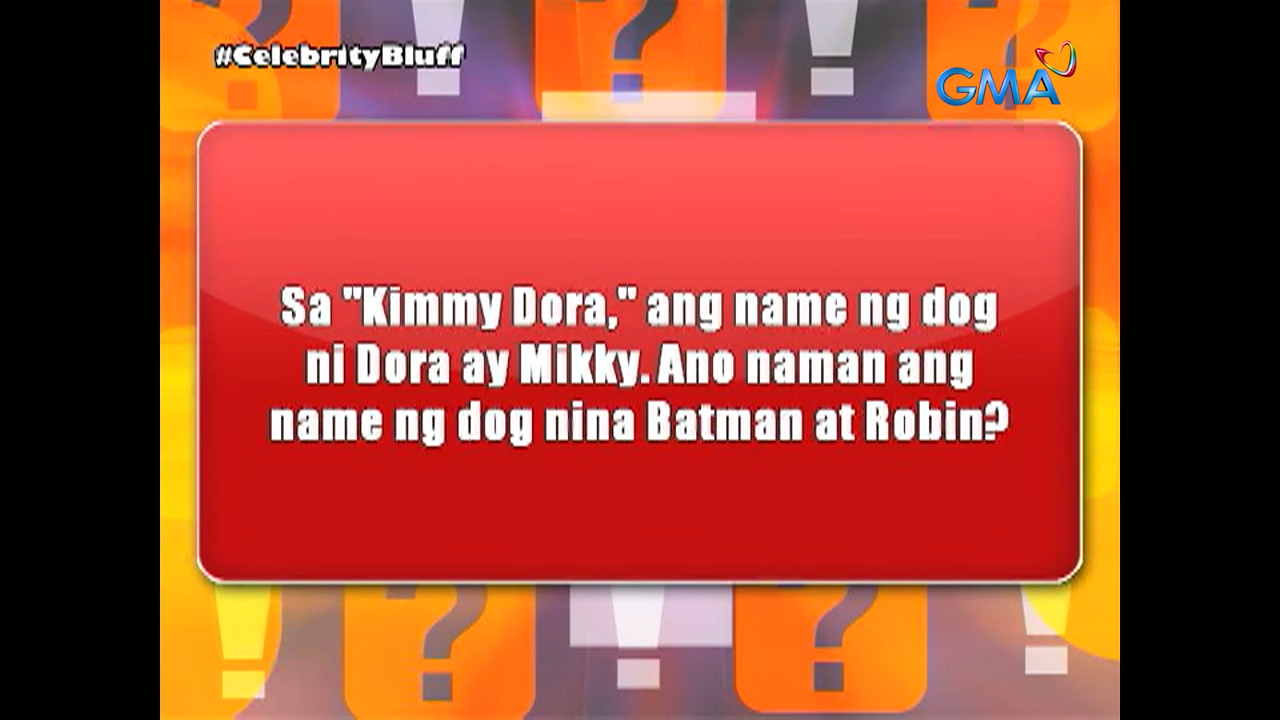 #CelebrityBluff
GMA
Sa "Kimmy Dora," ang name ng dog
ni Dora ay Mikky. Ano naman ang
name ng dog nina Batman at Robin?